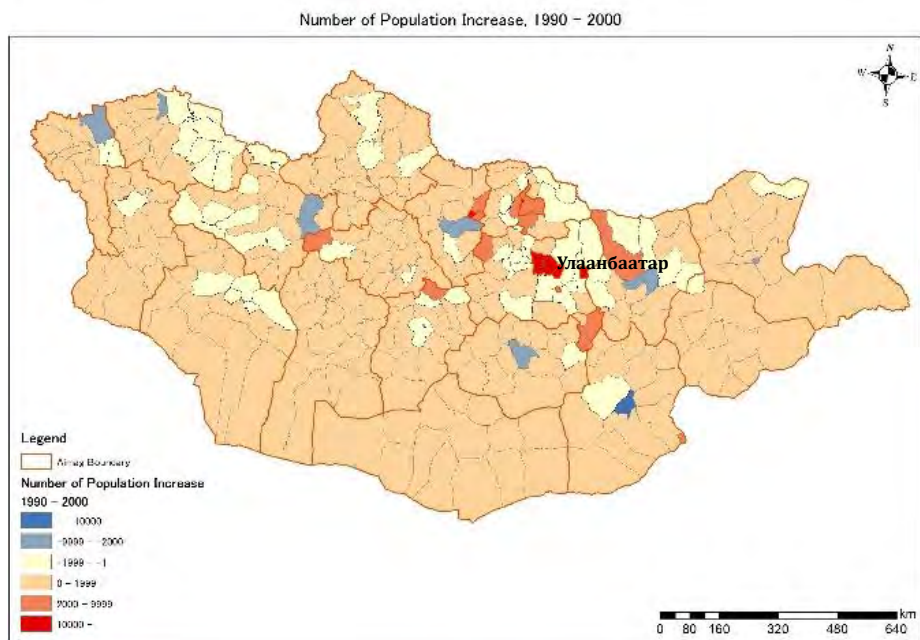 Number of Population Increase, 1990 - 2000
N
W E
S
Улаанбаатар
Legend
Aimag Boundary
Number of Population Increase
1990 - 2000
- -10000
-9999 - -2000
-1999 - -1
0 - 1999
2000 - 9999
10000 -
km
0 80 160 320 480 640